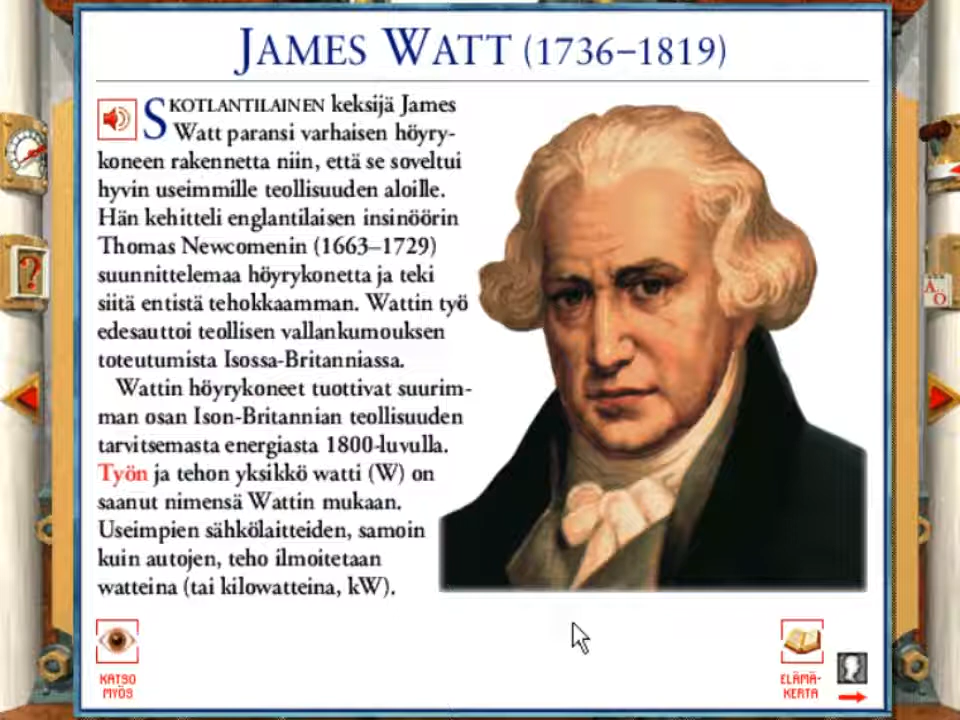 JAMES WATT (1736–1819)
SKOTLANTILAINEN keksijä James
Watt paransi varhaisen höyry-
koneen rakennetta niin, että se soveltui
hyvin useimmille teollisuuden aloille.
Hän kehitteli englantilaisen insinöörin
Thomas Newcomenin (1663–1729)
suunnittelemaa höyrykonetta ja teki
siitä entistä tehokkaamman. Wattin työ
edesauttoi teollisen vallankumouksen
toteutumista Isossa-Britanniassa.
Wattin höyrykoneet tuottivat suurim-
man osan Ison-Britannian teollisuuden
tarvitsemasta energiasta 1800-luvulla.
Työn ja tehon yksikkö watti (W) on
saanut nimensä Wattin mukaan.
Useimpien sähkölaitteiden, samoin
kuin autojen, teho ilmoitetaan
watteina (tai kilowatteina, kW).
KATSO
MYÖS
ELÄMÄ-
KERTA
?
A...
O